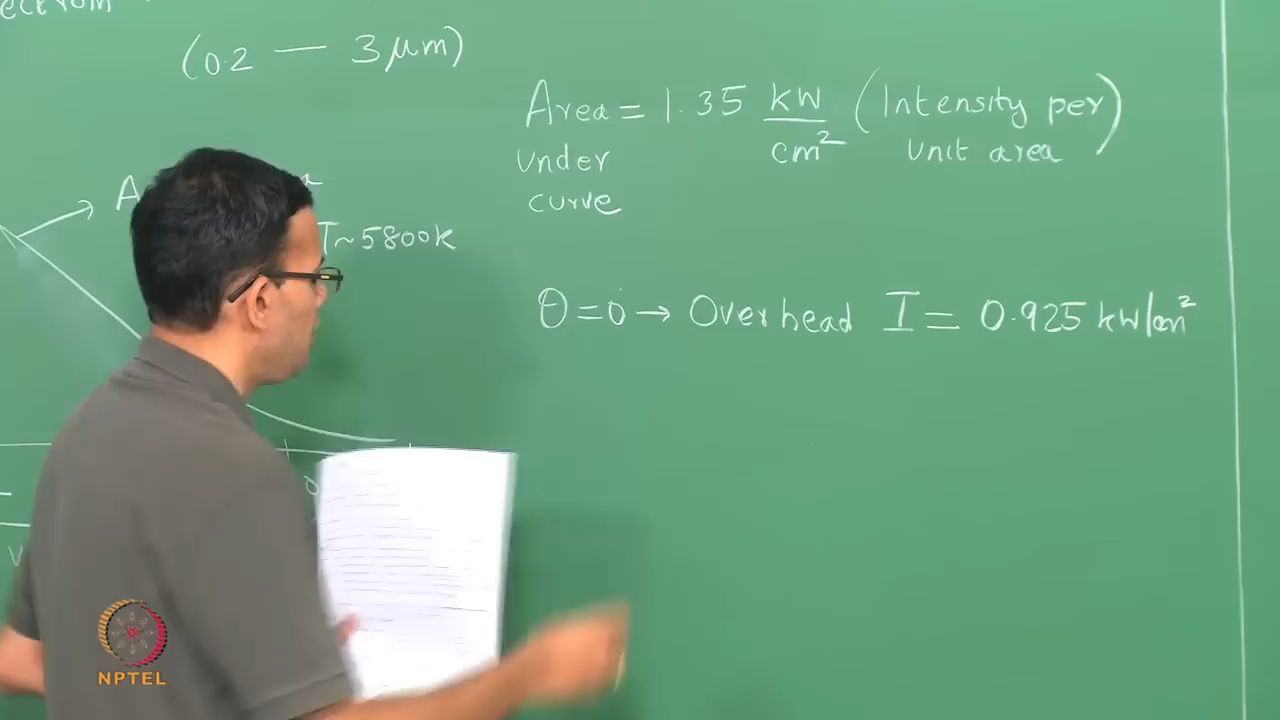 (0.2 — 3 μm)
Area = 1.35 kW/cm² (Intensity per unit area)
under
curve
T~5800K
θ=0 → Overhead I = 0.925 kW/cm²
NPTEL